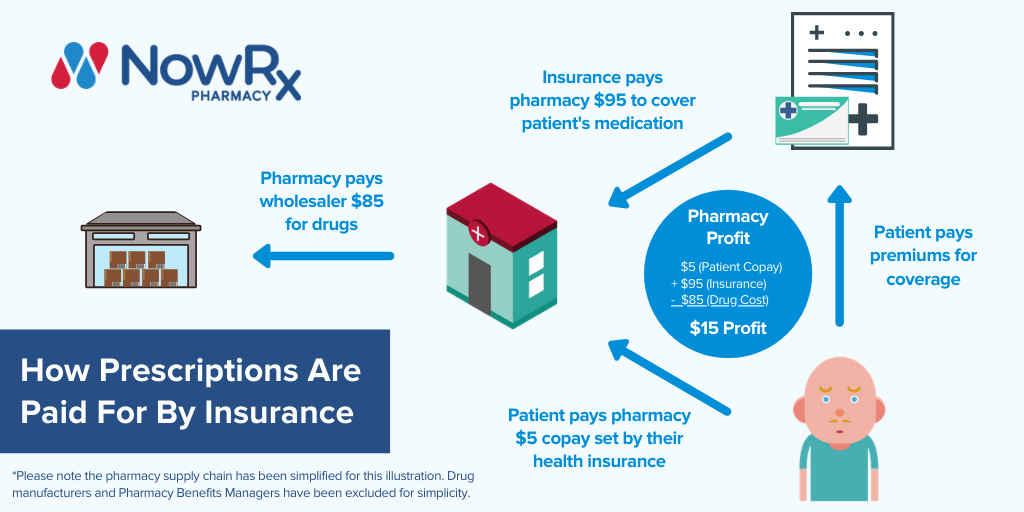 NowRx
PHARMACY
Insurance pays
pharmacy $95 to cover
patient's medication
Pharmacy pays
wholesaler $85
for drugs
Pharmacy
Profit
$5 (Patient Copay)
+ $95 (Insurance)
- $85 (Drug Cost)
$15 Profit
Patient pays
premiums for
coverage
How Prescriptions Are
Paid For By Insurance
Patient pays pharmacy
$5 copay set by their
health insurance
*Please note the pharmacy supply chain has been simplified for this illustration. Drug
manufacturers and Pharmacy Benefits Managers have been excluded for simplicity.